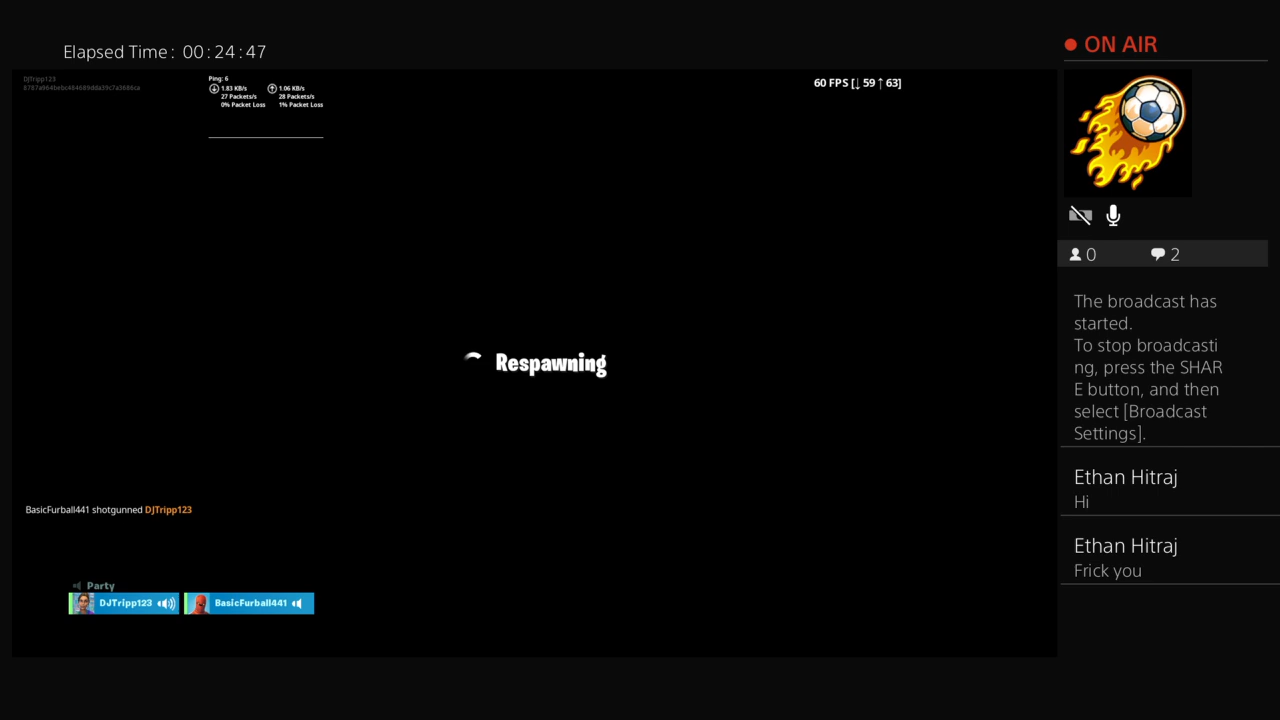 Elapsed Time: 00:24:47
ON AIR
DJTripp123
Ping: 6
1.83 KB/s
1.06 KB/s
27 Packets/s
28 Packets/s
0% Packet Loss
1% Packet Loss
60 FPS [↓ 59 ↑ 63]
0
2
The broadcast has
started.
To stop broadcasti
ng, press the SHAR
E button, and then
select [Broadcast
Settings].
Respawning
Ethan Hitraj
Hi
BasicFurball441 shotgunned DJTripp123
Ethan Hitraj
Frick you
Party
DJTripp123
BasicFurball441